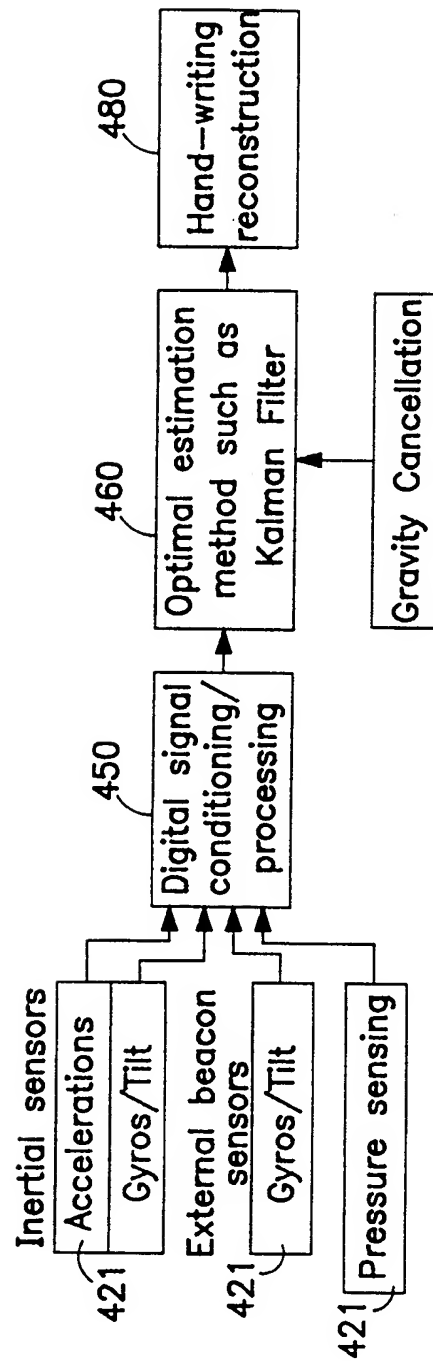 Inertial sensors
Accelerations
Gyros/Tilt
421
External beacon
sensors
Gyros/Tilt
421
Pressure sensing
421
450
Digital signal
conditioning/
processing
460
Optimal estimation
method such as
Kalman Filter
Gravity Cancellation
480
Hand-writing
reconstruction